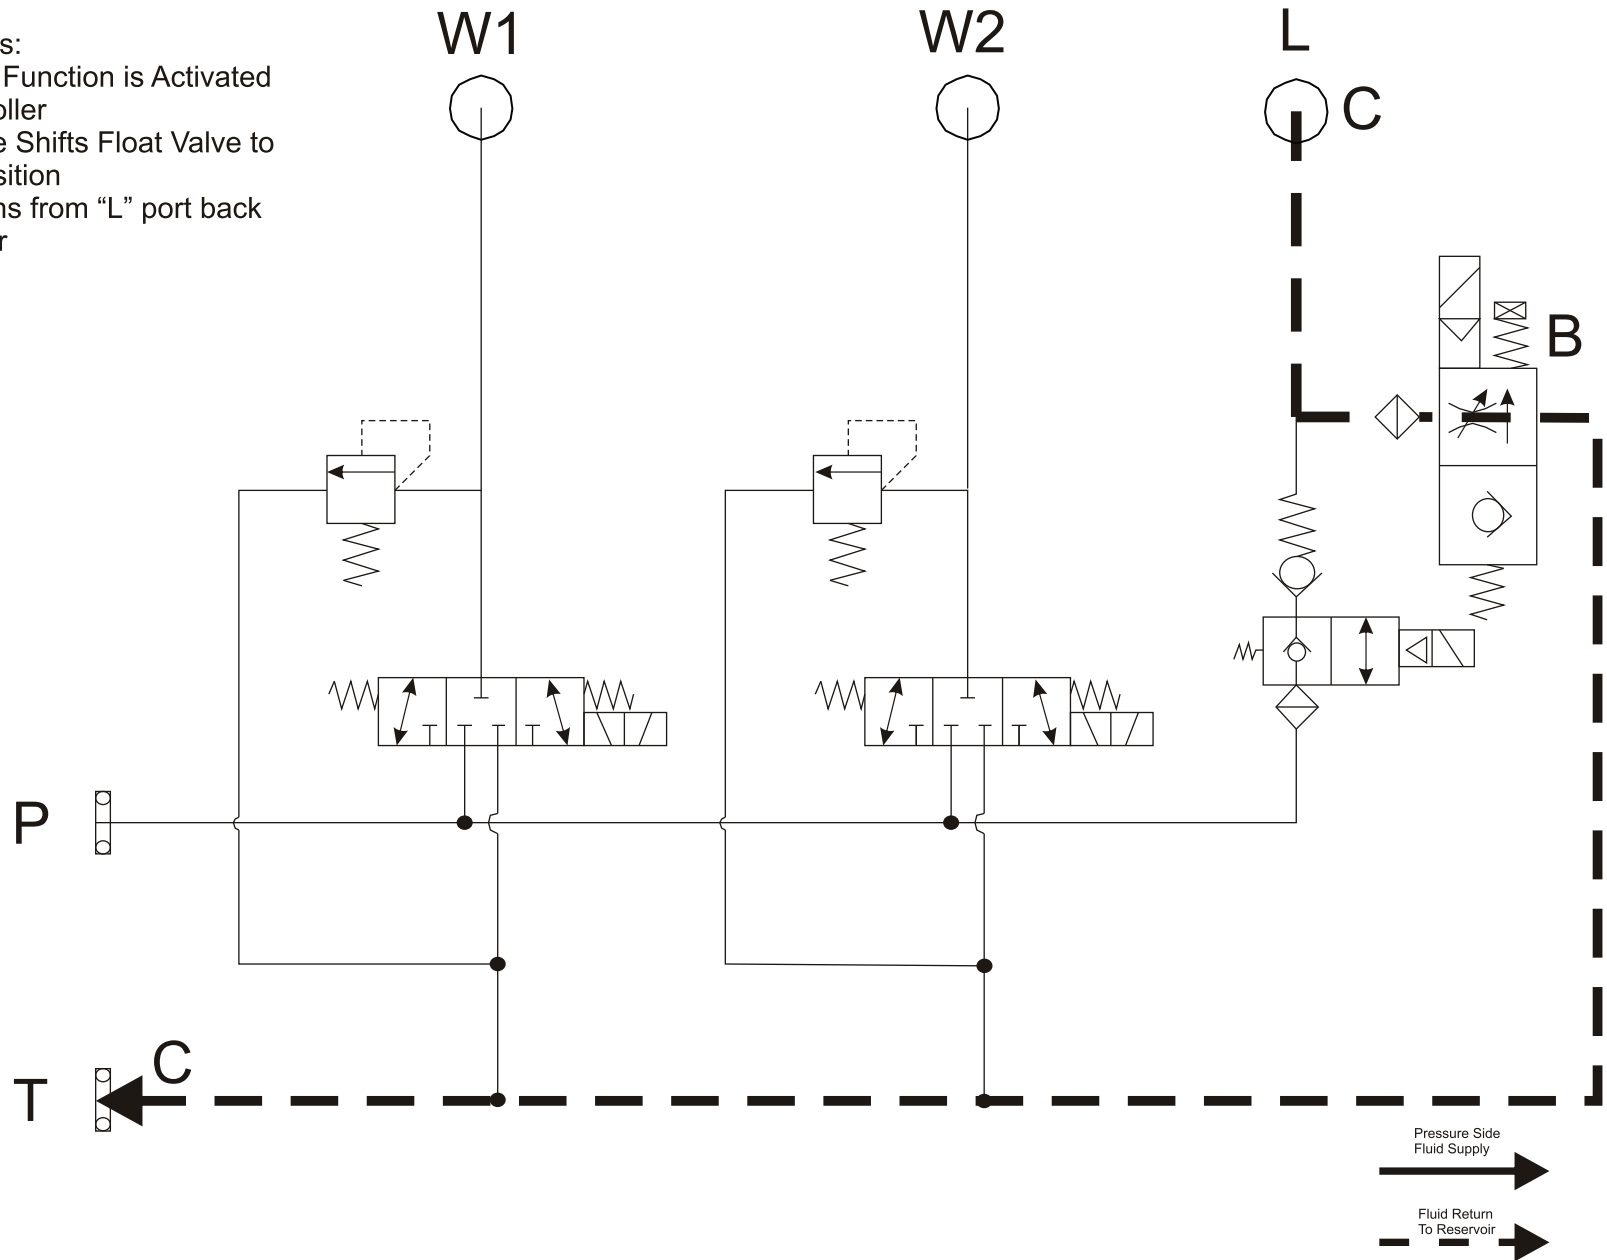 W1
W2
L
s:
Function is Activated
oller
e Shifts Float Valve to
sition
ns from “L” port back
r
C
B
P
C
T
Pressure Side
Fluid Supply
Fluid Return
To Reservoir